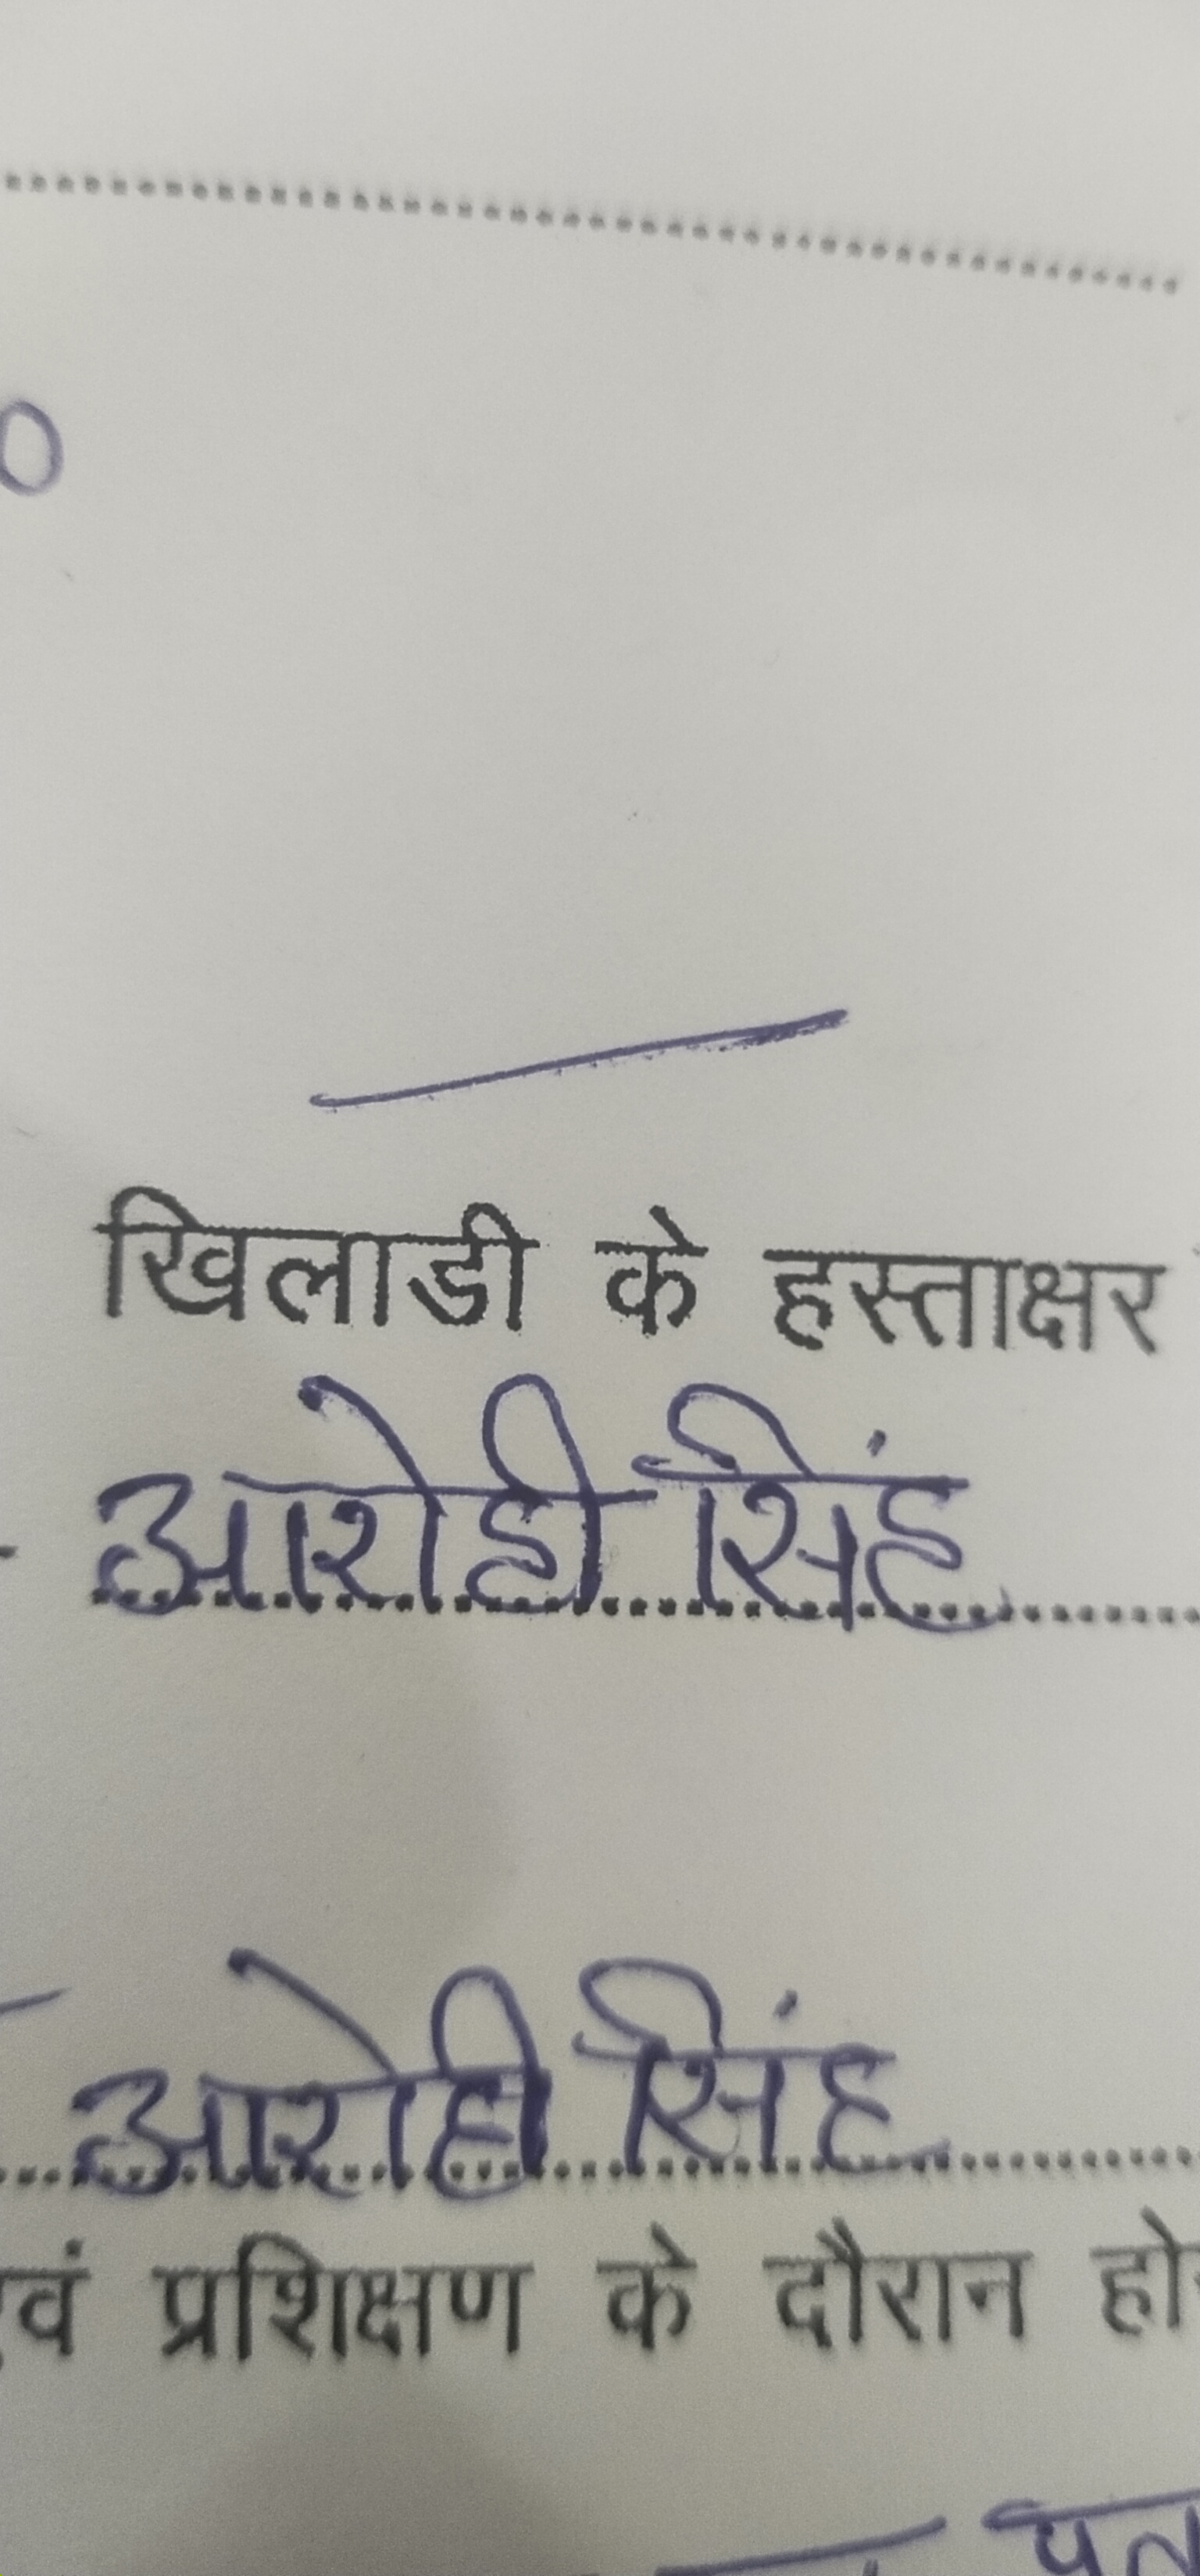 खिलाडी के हस्ताक्षर
आरोही सिंह
आरोही सिंह
प्रशिक्षण के दौरान